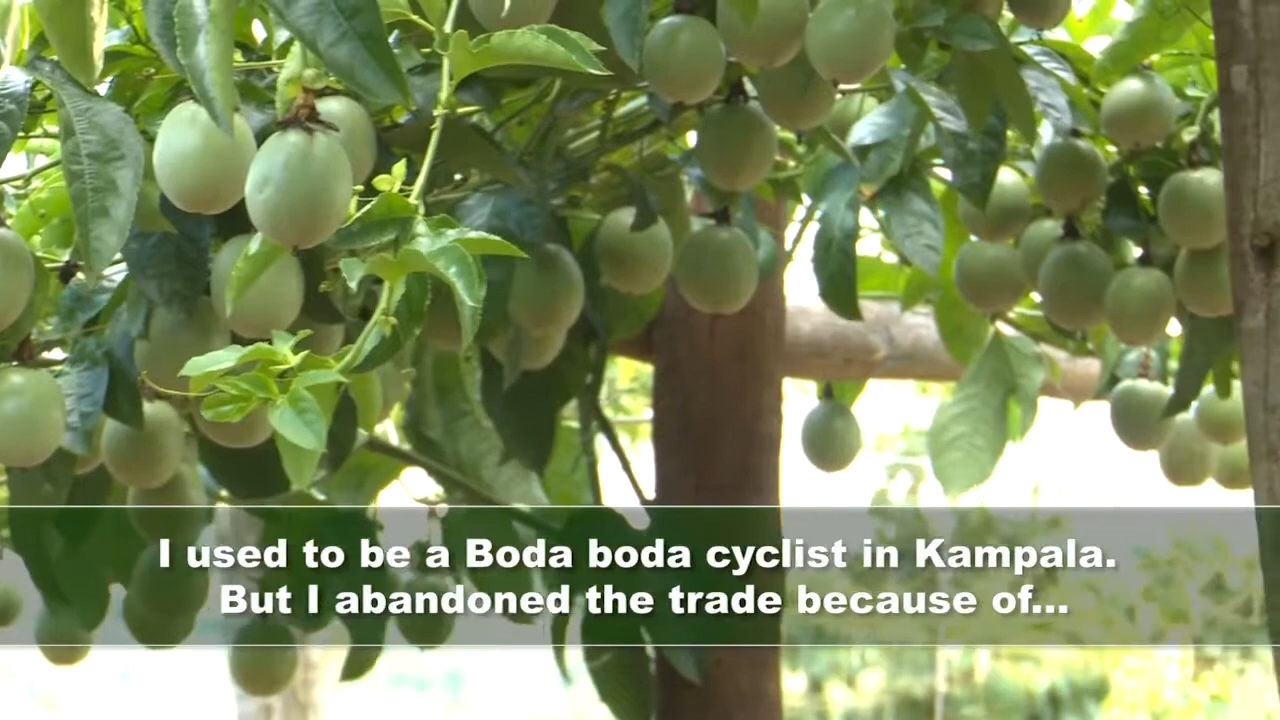 I used to be a Boda boda cyclist in Kampala.
But I abandoned the trade because of...